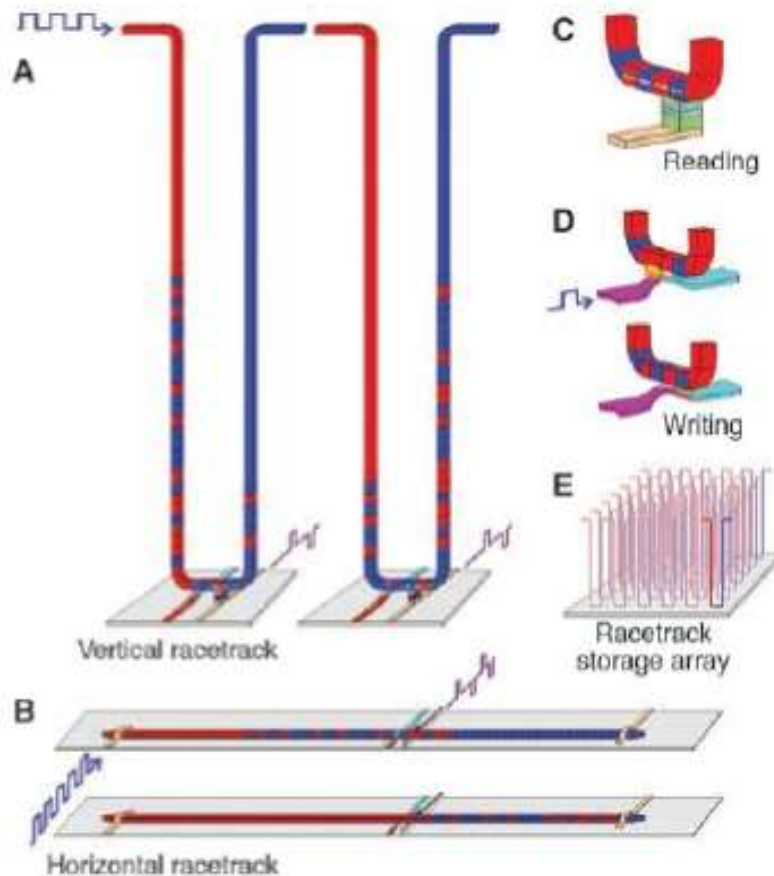 A
C
Reading
D
Writing
E
Racetrack
storage array
Vertical racetrack
B
Horizontal racetrack